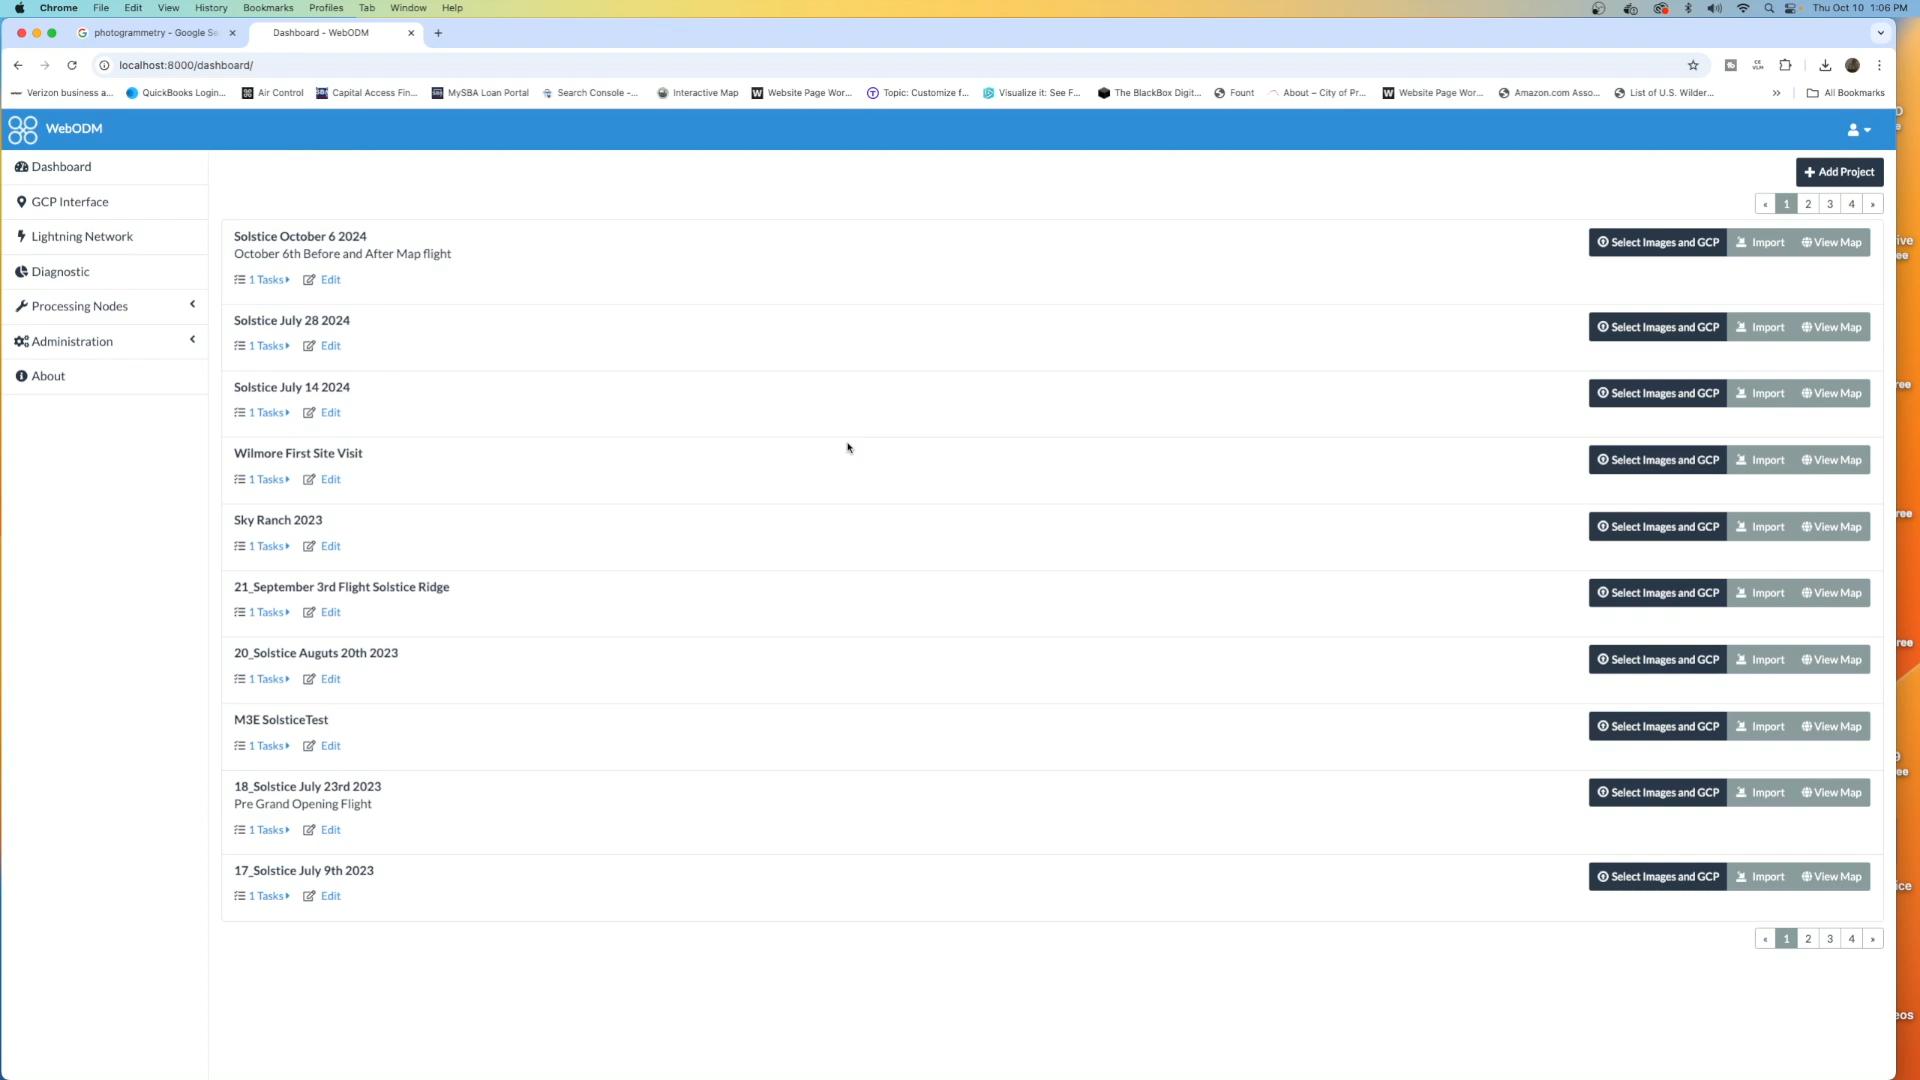 Chrome File Edit View History Bookmarks Profiles Tab Window Help Thu Oct 10 1:06 PM
photogrammetry - Google Se Dashboard - WebODM
localhost:8000/dashboard/
Verizon business a... QuickBooks Login... Air Control Capital Access Fin... MySBA Loan Portal Search Console -... Interactive Map Website Page Wor... Topic: Customize f... Visualize it: See F... The BlackBox Digit... Fount About – City of Pr... Website Page Wor... Amazon.com Asso... List of U.S. Wilder... » All Bookmarks
WebODM
Dashboard
GCP Interface
Lightning Network
Diagnostic
Processing Nodes
Administration
About
Add Project
« 1 2 3 4 »
Solstice October 6 2024
October 6th Before and After Map flight
1 Tasks Edit
Select Images and GCP Import View Map
Solstice July 28 2024
1 Tasks Edit
Select Images and GCP Import View Map
Solstice July 14 2024
1 Tasks Edit
Select Images and GCP Import View Map
Wilmore First Site Visit
1 Tasks Edit
Select Images and GCP Import View Map
Sky Ranch 2023
1 Tasks Edit
Select Images and GCP Import View Map
21_September 3rd Flight Solstice Ridge
1 Tasks Edit
Select Images and GCP Import View Map
20_Solstice Auguts 20th 2023
1 Tasks Edit
Select Images and GCP Import View Map
M3E SolsticeTest
1 Tasks Edit
Select Images and GCP Import View Map
18_Solstice July 23rd 2023
Pre Grand Opening Flight
1 Tasks Edit
Select Images and GCP Import View Map
17_Solstice July 9th 2023
1 Tasks Edit
Select Images and GCP Import View Map
« 1 2 3 4 »